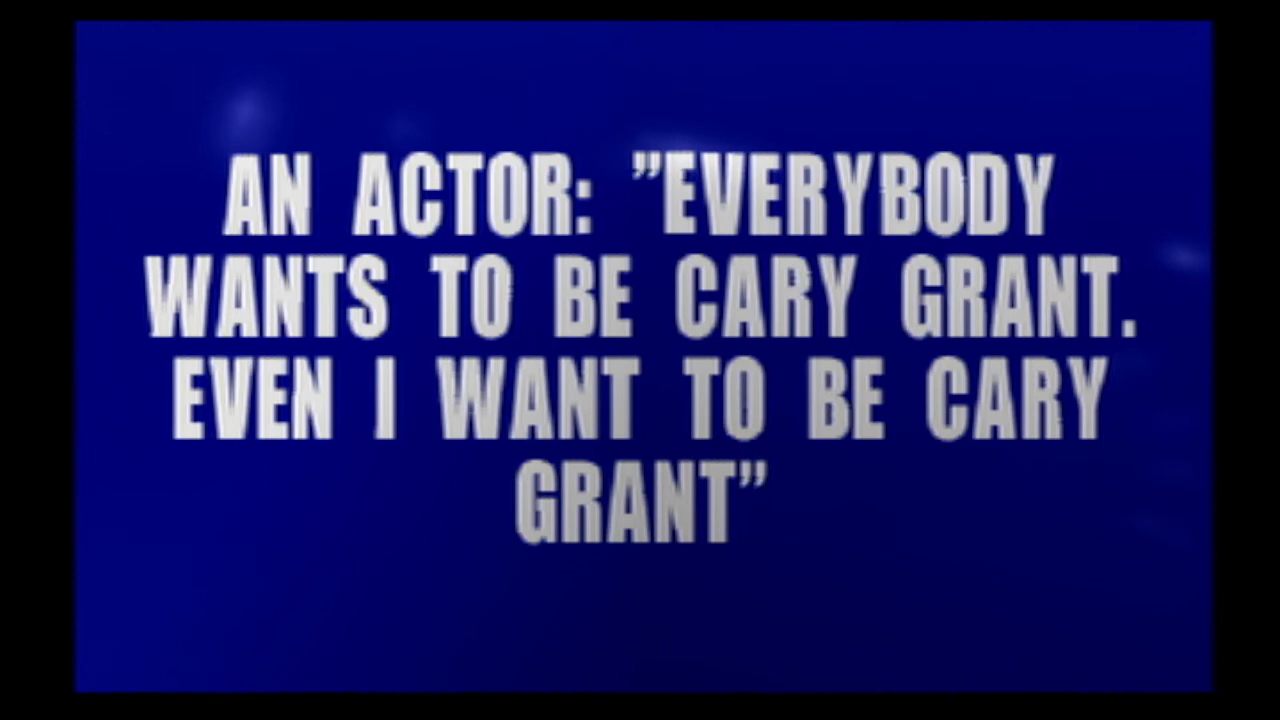 AN ACTOR: ”EVERYBODY
WANTS TO BE CARY GRANT.
EVEN I WANT TO BE CARY
GRANT”